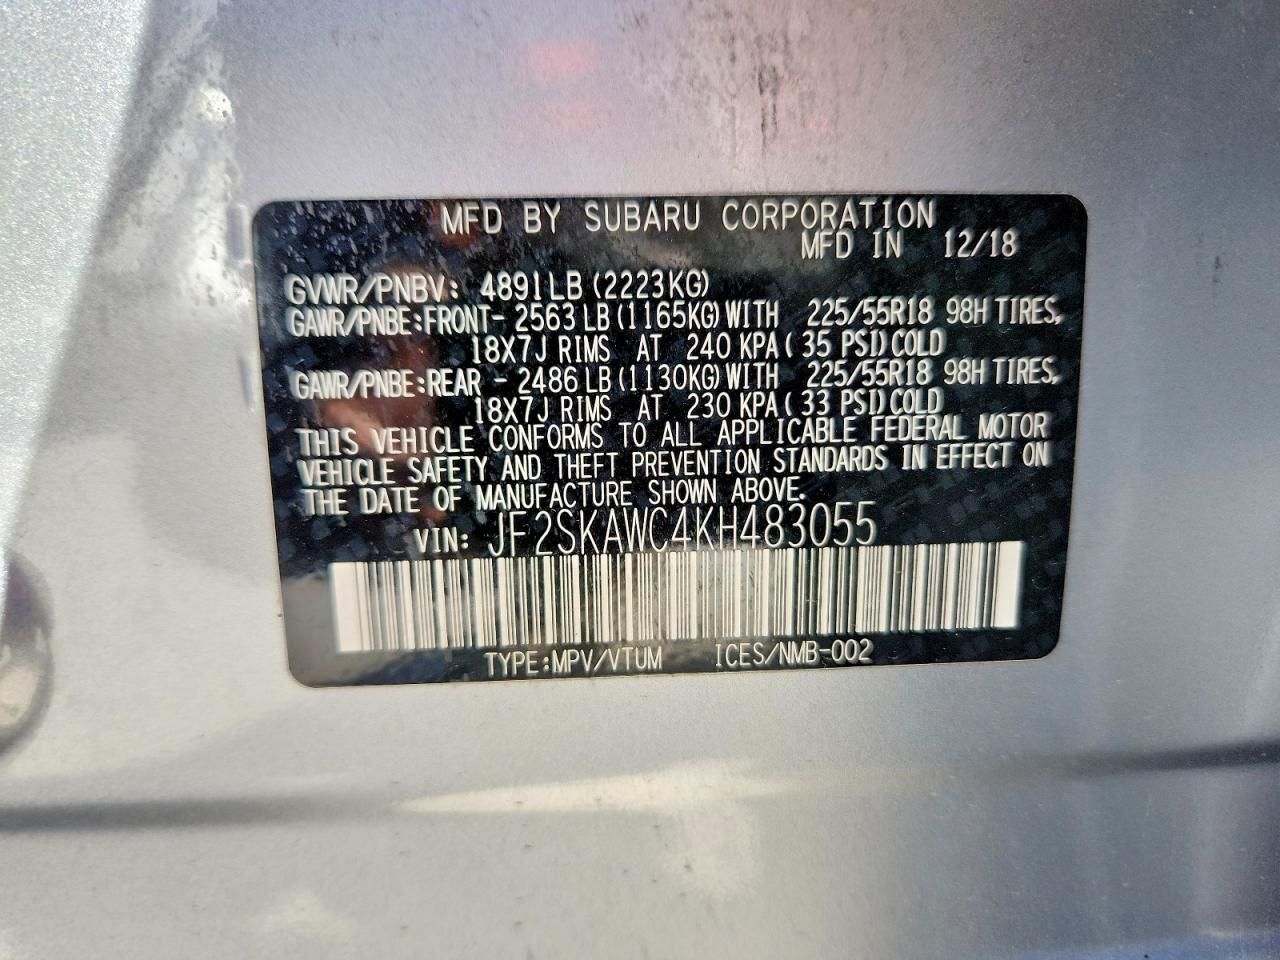 MFD BY SUBARU CORPORATION
MFD IN 12/18
GVWR/PNBV: 4891LB (2223KG)
GAWR/PNBE:FRONT- 2563 LB (1165KG) WITH 225/55R18 98H TIRES,
18X7J RIMS AT 240 KPA( 35 PSI)COLD
GAWR/PNBE:REAR - 2486 LB (1130KG) WITH 225/55R18 98H TIRES,
18X7J RIMS AT 230 KPA( 33 PSI)COLD
THIS VEHICLE CONFORMS TO ALL APPLICABLE FEDERAL MOTOR
VEHICLE SAFETY AND THEFT PREVENTION STANDARDS IN EFFECT ON
THE DATE OF MANUFACTURE SHOWN ABOVE.
VIN: JF2SKAWC4KH483055
TYPE:MPV/VTUM ICES/NMB-002